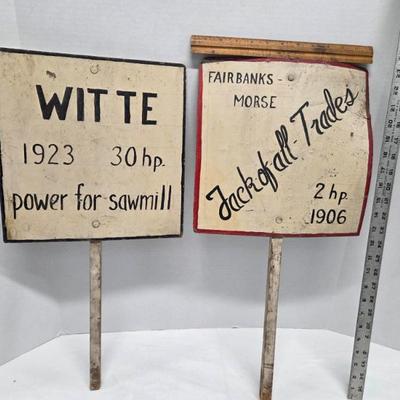 WITTE
1923 30 hp.
power for sawmill
FAIRBANKS-
MORSE
Jack of all-Trades
2 hp.
1906